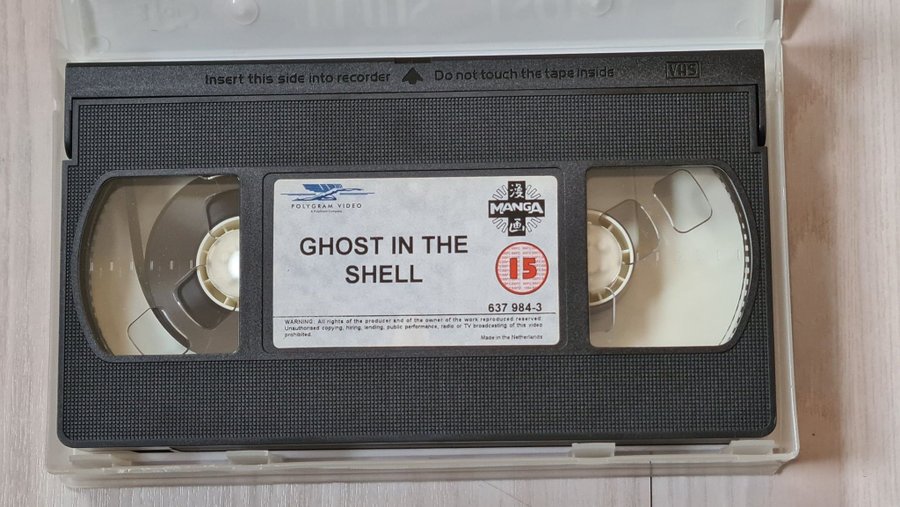 Insert this side into recorder Do not touch the tape inside VHS
POLYGRAM VIDEO
A PolyGram Company
漫
MANGA
画
GHOST IN THE
SHELL
15
637 984-3
WARNING: All rights of the producer and of the owner of the work reproduced reserved.
Unauthorised copying, hiring, lending, public performance, radio or TV broadcasting of this video
prohibited.
Made in the Netherlands